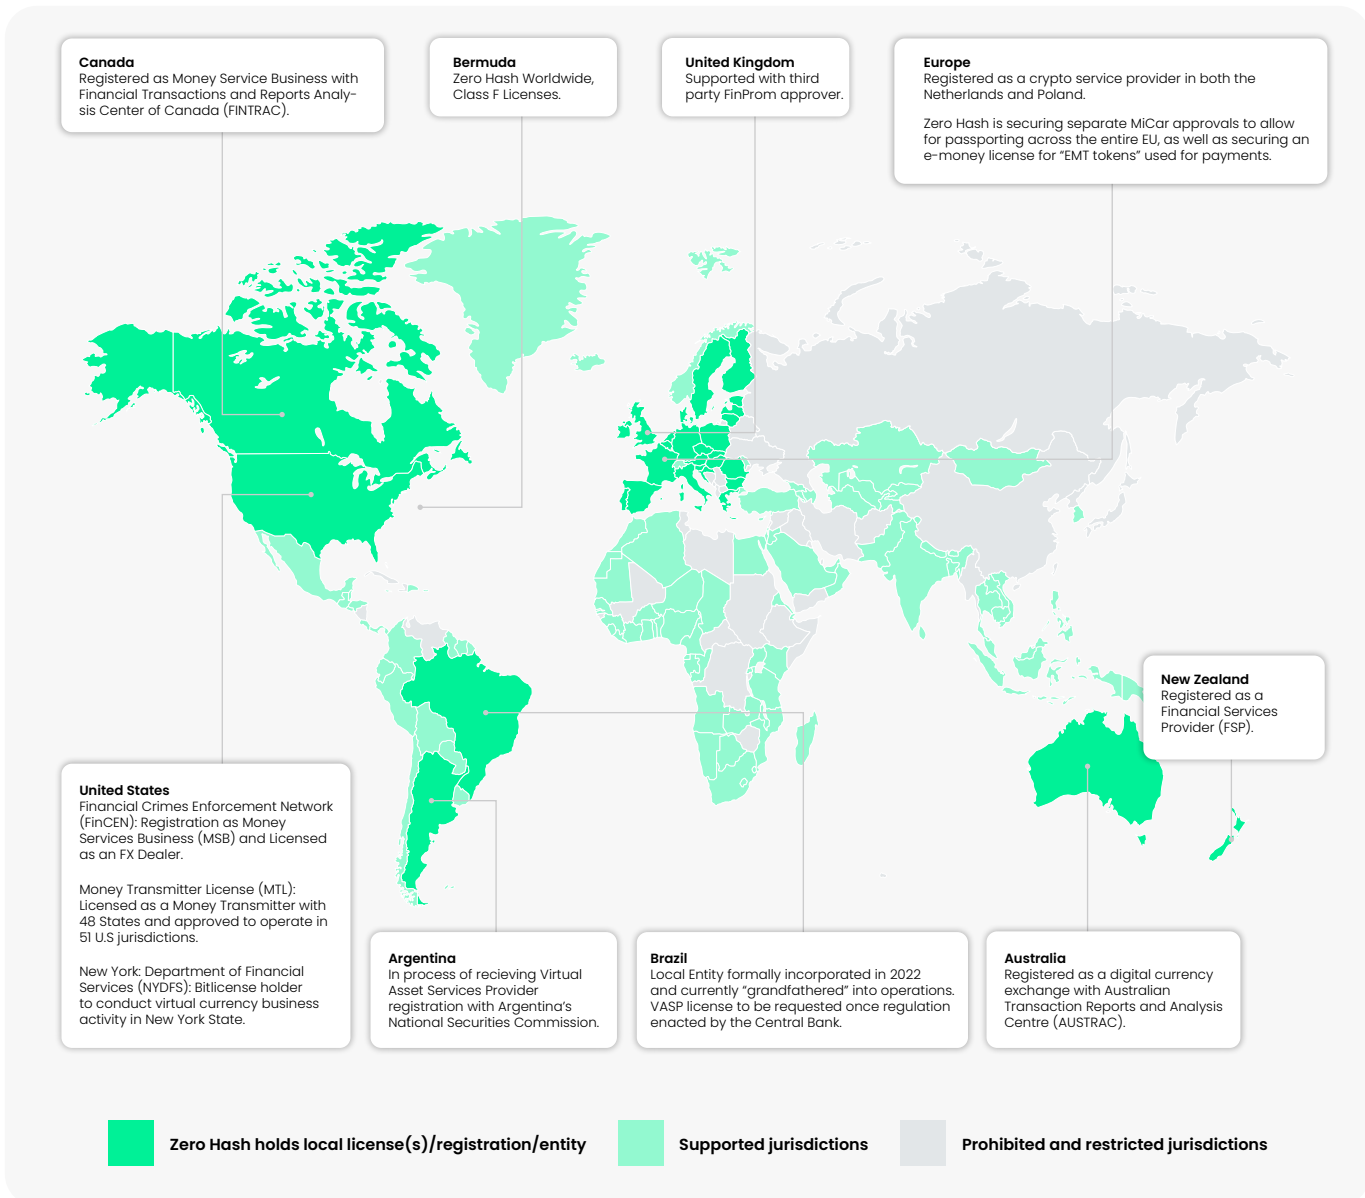 Canada
Registered as Money Service Business with
Financial Transactions and Reports Analy-
sis Center of Canada (FINTRAC).
Bermuda
Zero Hash Worldwide,
Class F Licenses.
United Kingdom
Supported with third
party FinProm approver.
Europe
Registered as a crypto service provider in both the
Netherlands and Poland.
Zero Hash is securing separate MiCar approvals to allow
for passporting across the entire EU, as well as securing an
e-money license for “EMT tokens” used for payments.
New Zealand
Registered as a
Financial Services
Provider (FSP).
United States
Financial Crimes Enforcement Network
(FinCEN): Registration as Money
Services Business (MSB) and Licensed
as an FX Dealer.
Money Transmitter License (MTL):
Licensed as a Money Transmitter with
48 States and approved to operate in
51 U.S jurisdictions.
New York: Department of Financial
Services (NYDFS): Bitlicense holder
to conduct virtual currency business
activity in New York State.
Argentina
In process of recieving Virtual
Asset Services Provider
registration with Argentina’s
National Securities Commission.
Brazil
Local Entity formally incorporated in 2022
and currently “grandfathered” into operations.
VASP license to be requested once regulation
enacted by the Central Bank.
Australia
Registered as a digital currency
exchange with Australian
Transaction Reports and Analysis
Centre (AUSTRAC).
Zero Hash holds local license(s)/registration/entity
Supported jurisdictions
Prohibited and restricted jurisdictions